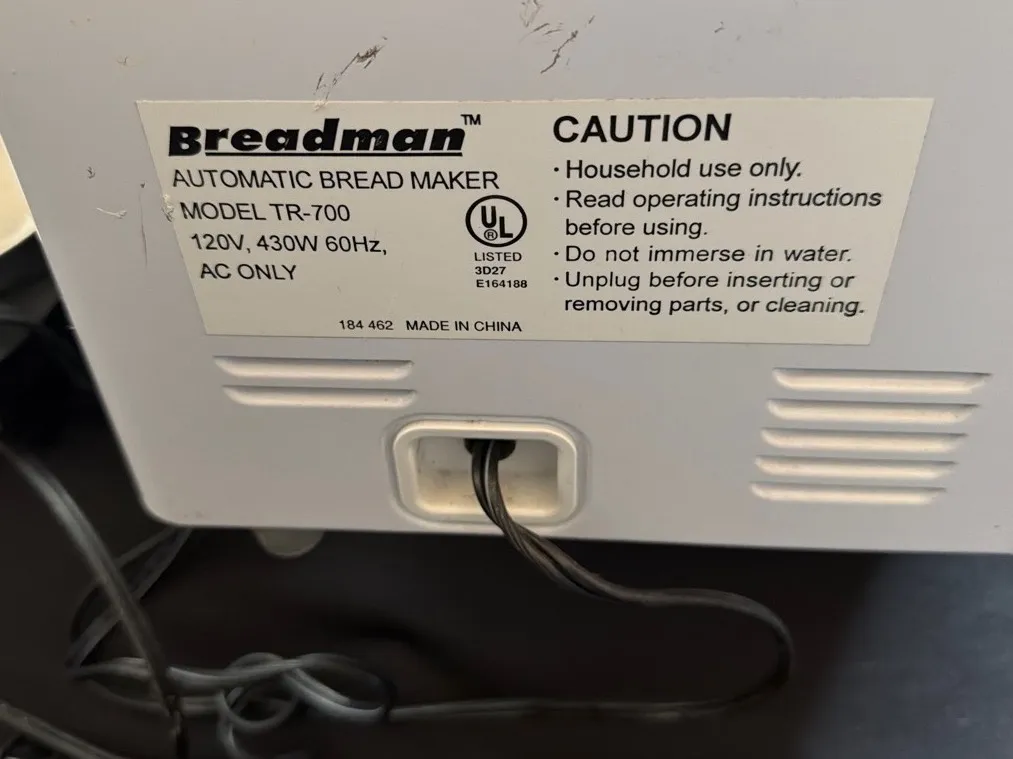 Breadman™
AUTOMATIC BREAD MAKER
MODEL TR-700
120V, 430W 60Hz,
AC ONLY
UL
®
LISTED
3D27
E164188
184 462 MADE IN CHINA
CAUTION
· Household use only.
· Read operating instructions
before using.
· Do not immerse in water.
· Unplug before inserting or
removing parts, or cleaning.